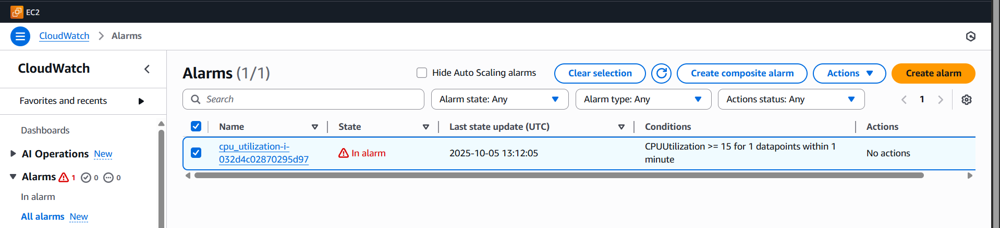 EC2
CloudWatch > Alarms
CloudWatch
Favorites and recents
Dashboards
AI Operations New
Alarms 1 0 0
In alarm
All alarms New
Alarms (1/1)
Hide Auto Scaling alarms
Clear selection
Create composite alarm
Actions
Create alarm
Search
Alarm state: Any
Alarm type: Any
Actions status: Any
1
Name
State
Last state update (UTC)
Conditions
Actions
cpu_utilization-i-
032d4c02870295d97
In alarm
2025-10-05 13:12:05
CPUUtilization >= 15 for 1 datapoints within 1
minute
No actions